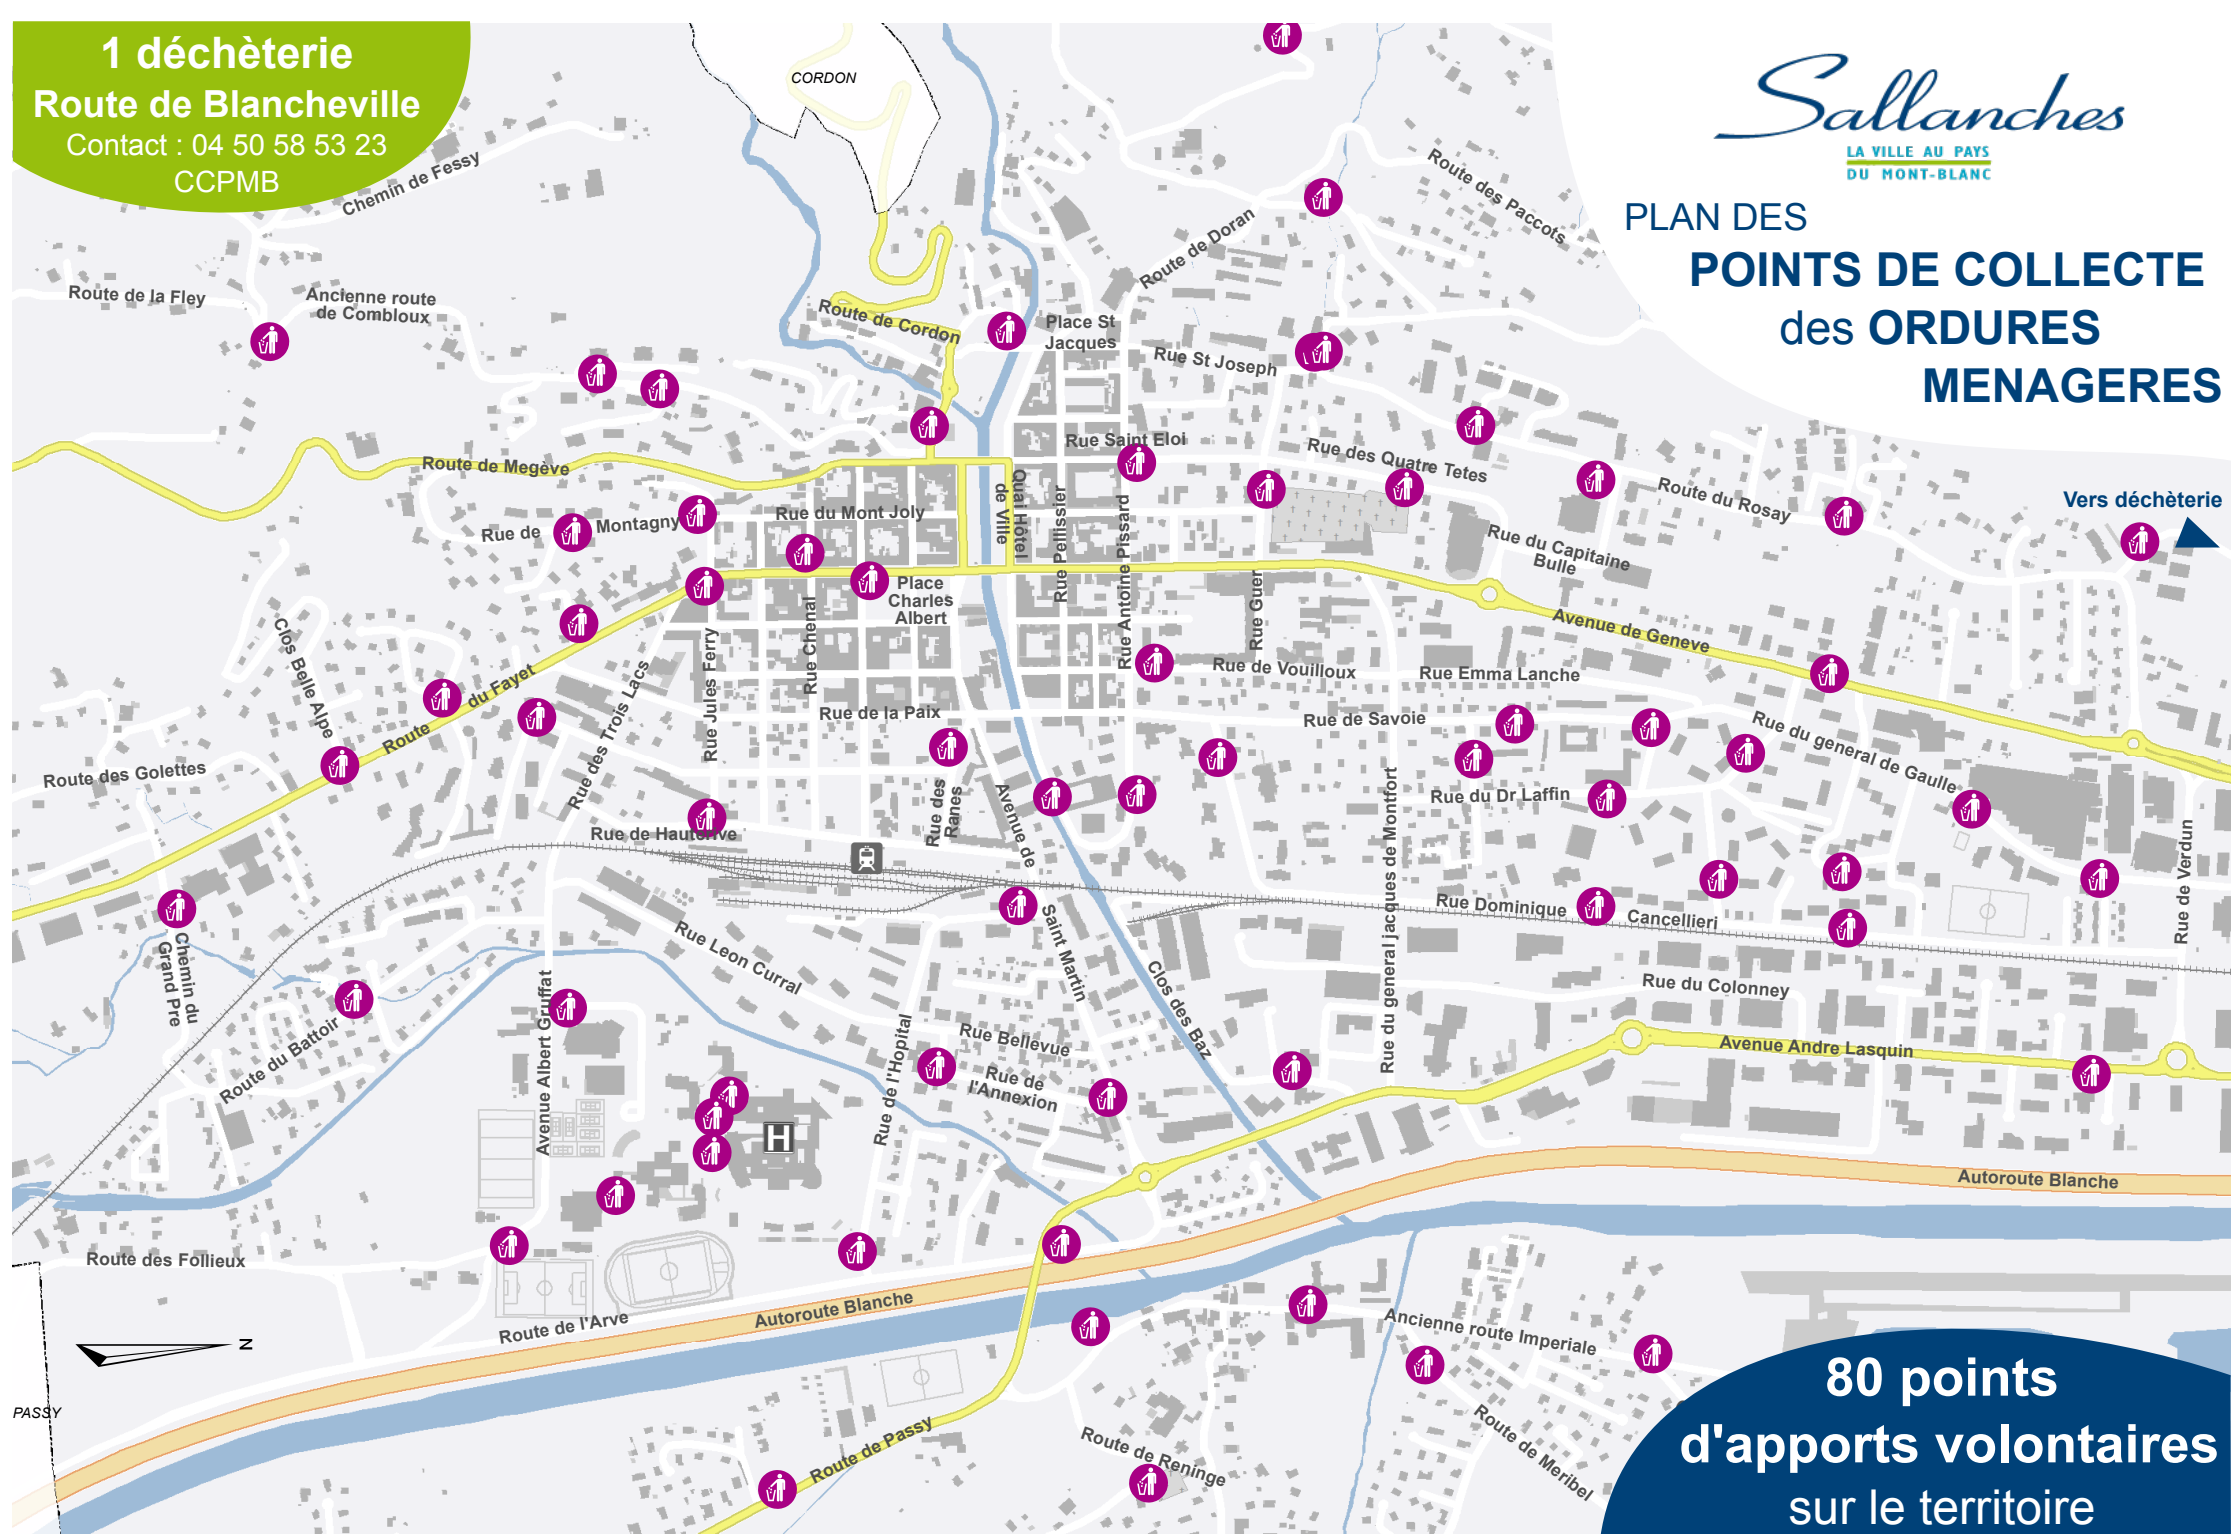 1 déchèterie
Route de Blancheville
Contact : 04 50 58 53 23
CCPMB
Sallanches
LA VILLE AU PAYS
DU MONT-BLANC
PLAN DES
POINTS DE COLLECTE
des ORDURES
MENAGERES
CORDON
Chemin de Fessy
Route des Paccots
Route de Doran
Route de la Fley
Ancienne route
de Combloux
Route de Cordon
Place St
Jacques
Rue St Joseph
Route de Megève
Rue Saint Eloi
Rue des Quatre Tetes
Route du Rosay
Vers déchèterie
Rue de Montagny
Rue du Mont Joly
Quai Hôtel
de Ville
Rue Pellissier
Rue Antoine Pissard
Rue du Capitaine
Bulle
Place
Charles
Albert
Rue Guer
Avenue de Geneve
Clos Belle Alpe
Rue Jules Ferry
Rue Chenal
Rue de Vouilloux
Rue Emma Lanche
Route du Fayet
Rue des Trois Lacs
Rue de la Paix
Rue de Savoie
Rue du general de Gaulle
Route des Golettes
Rue du Dr Laffin
Rue de Hauterive
Rue des
Ranes
Avenue de
Saint Martin
Rue du general jacques de Montfort
Rue de Verdun
Rue Dominique Cancellieri
Chemin du
Grand Pre
Rue Leon Curral
Clos des Baz
Rue du Colonney
Avenue Albert Gruffat
Route du Battoir
Rue Bellevue
Rue de l'Hopital
Rue de
l'Annexion
Avenue Andre Lasquin
H
Autoroute Blanche
Route des Follieux
Route de l'Arve
Autoroute Blanche
Ancienne route Imperiale
N
PASSY
Route de Passy
Route de Reninge
Route de Meribel
80 points
d'apports volontaires
sur le territoire